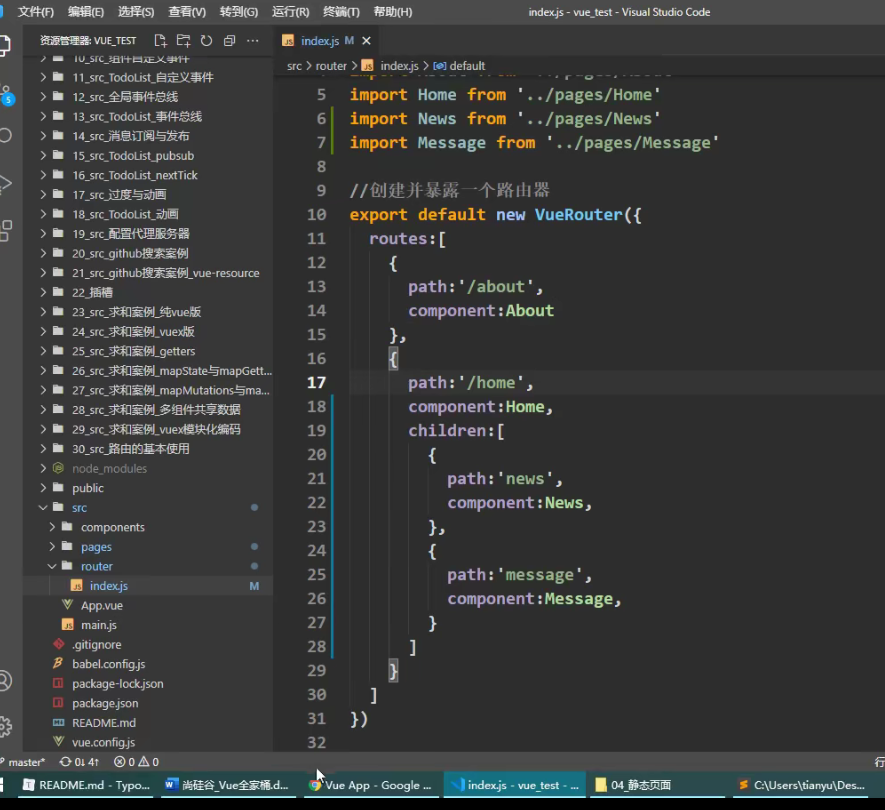 文件(F) 编辑(E) 选择(S) 查看(V) 转到(G) 运行(R) 终端(T) 帮助(H) index.js - vue_test - Visual Studio Code
资源管理器: VUE_TEST
10_src_组件自定义事件
11_src_TodoList_自定义事件
12_src_全局事件总线
13_src_TodoList_事件总线
14_src_消息订阅与发布
15_src_TodoList_pubsub
16_src_TodoList_nextTick
17_src_过度与动画
18_src_TodoList_动画
19_src_配置代理服务器
20_src_github搜索案例
21_src_github搜索案例_vue-resource
22_src_插槽
23_src_求和案例_纯vue版
24_src_求和案例_vuex版
25_src_求和案例_getters
26_src_求和案例_mapState与mapGett...
27_src_求和案例_mapMutations与ma...
28_src_求和案例_多组件共享数据
29_src_求和案例_vuex模块化编码
30_src_路由的基本使用
node_modules
public
src
components
pages
router
index.js M
App.vue
main.js
.gitignore
babel.config.js
package-lock.json
package.json
README.md
vue.config.js
index.js M
src > router > index.js > default
5 import Home from '../pages/Home'
6 import News from '../pages/News'
7 import Message from '../pages/Message'
8
9 //创建并暴露一个路由器
10 export default new VueRouter({
11 routes:[
12 {
13 path:'/about',
14 component:About
15 },
16 {
17 path:'/home',
18 component:Home,
19 children:[
20 {
21 path:'news',
22 component:News,
23 },
24 {
25 path:'message',
26 component:Message,
27 }
28 ]
29 }
30 ]
31 })
32
master* 0↓ 4↑ 0 0
README.md - Typo... 尚硅谷_Vue全家桶.d... Vue App - Google ... index.js - vue_test - ... 04_静态页面 C:\Users\tianyu\Des...